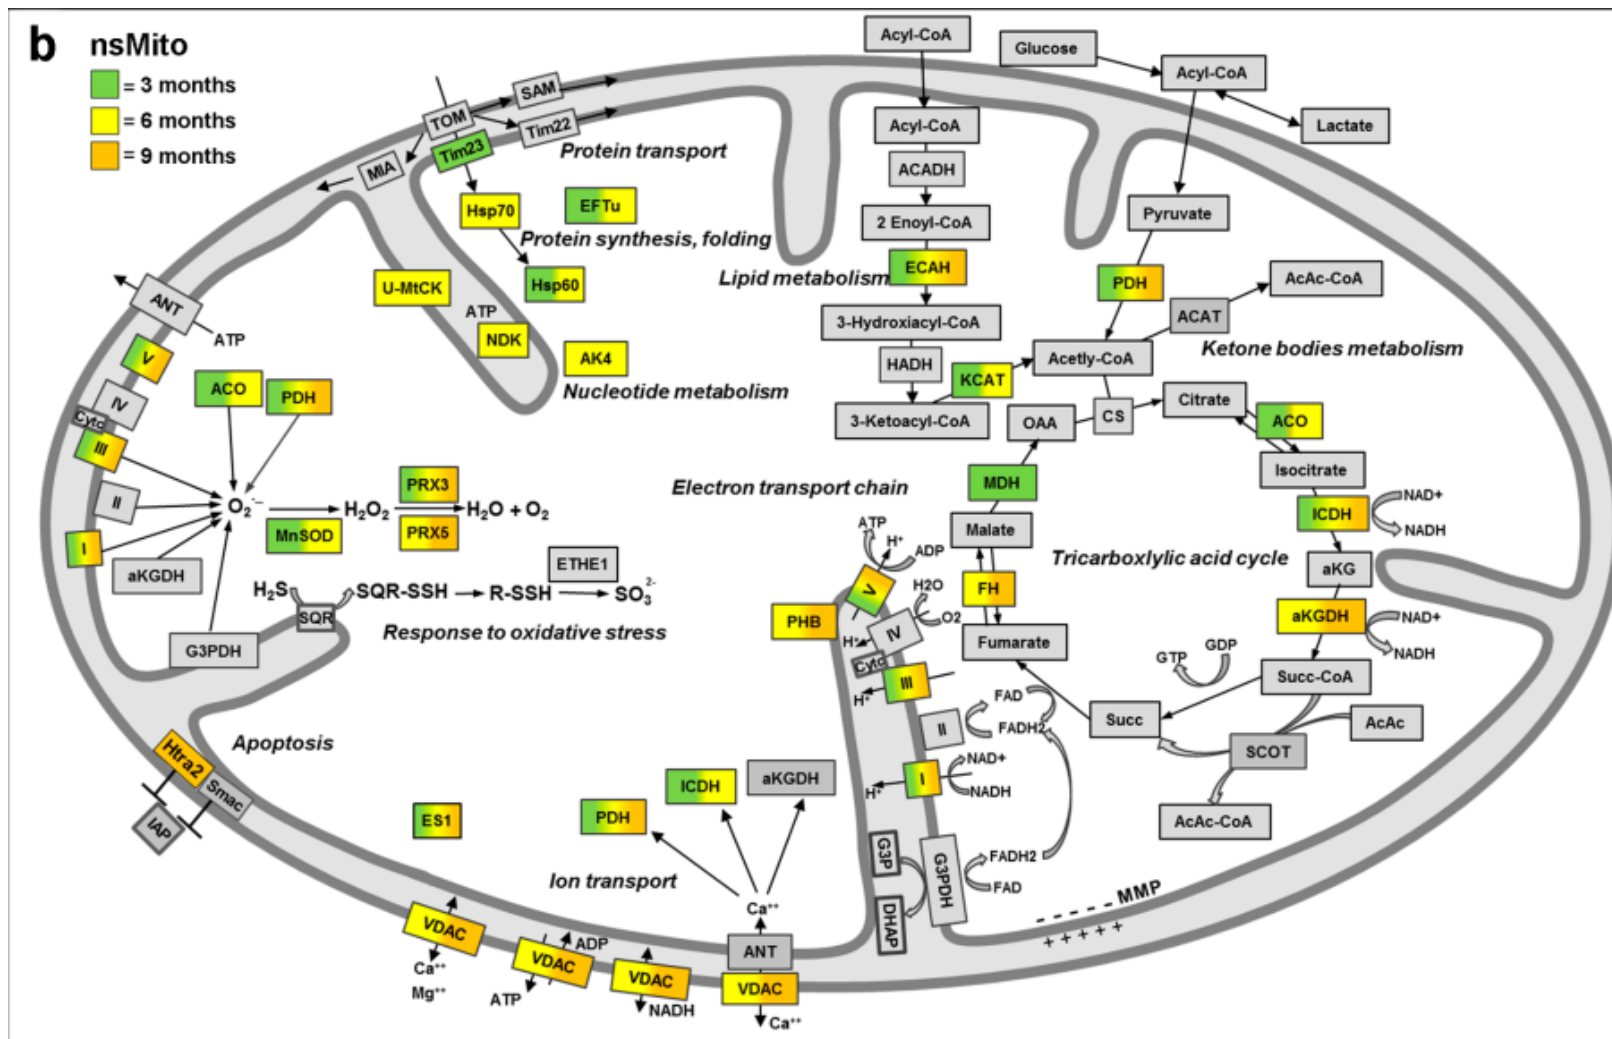 b
nsMito
= 3 months
= 6 months
= 9 months
Acyl-CoA
Glucose
Acyl-CoA
Lactate
SAM
TOM
Tim22
Tim23
MIA
Protein transport
Acyl-CoA
ACADH
2 Enoyl-CoA
Pyruvate
Hsp70
EFTu
Protein synthesis, folding
Hsp60
Lipid metabolism
ECAH
PDH
AcAc-CoA
ACAT
U-MtCK
ATP
NDK
AK4
Nucleotide metabolism
3-Hydroxiacyl-CoA
HADH
KCAT
3-Ketoacyl-CoA
Acetly-CoA
Ketone bodies metabolism
ANT
ATP
V
IV
Cytc
III
II
I
ACO
PDH
O₂·−
aKGDH
G3PDH
MnSOD
H₂O₂
PRX3
PRX5
H₂O + O₂
ETHE1
H₂S
SQR
SQR-SSH
R-SSH
SO₃²⁻
Response to oxidative stress
OAA
CS
Citrate
ACO
Isocitrate
ICDH
NAD+
NADH
aKG
aKGDH
NAD+
NADH
Succ-CoA
GTP
GDP
Succ
SCOT
AcAc
AcAc-CoA
Tricarboxlylic acid cycle
MDH
Malate
FH
Fumarate
Electron transport chain
ATP
H⁺
ADP
V
PHB
H2O
O2
IV
H⁺
Cytc
III
H⁺
II
FAD
FADH2
I
H⁺
NAD+
NADH
G3P
G3PDH
DHAP
FADH2
FAD
- - - - - MMP
+ + + + +
Apoptosis
Htra2
Smac
IAP
ES1
PDH
ICDH
aKGDH
Ion transport
Ca⁺⁺
ANT
VDAC
Ca⁺⁺
Mg⁺⁺
VDAC
ADP
ATP
VDAC
NADH
VDAC
Ca⁺⁺